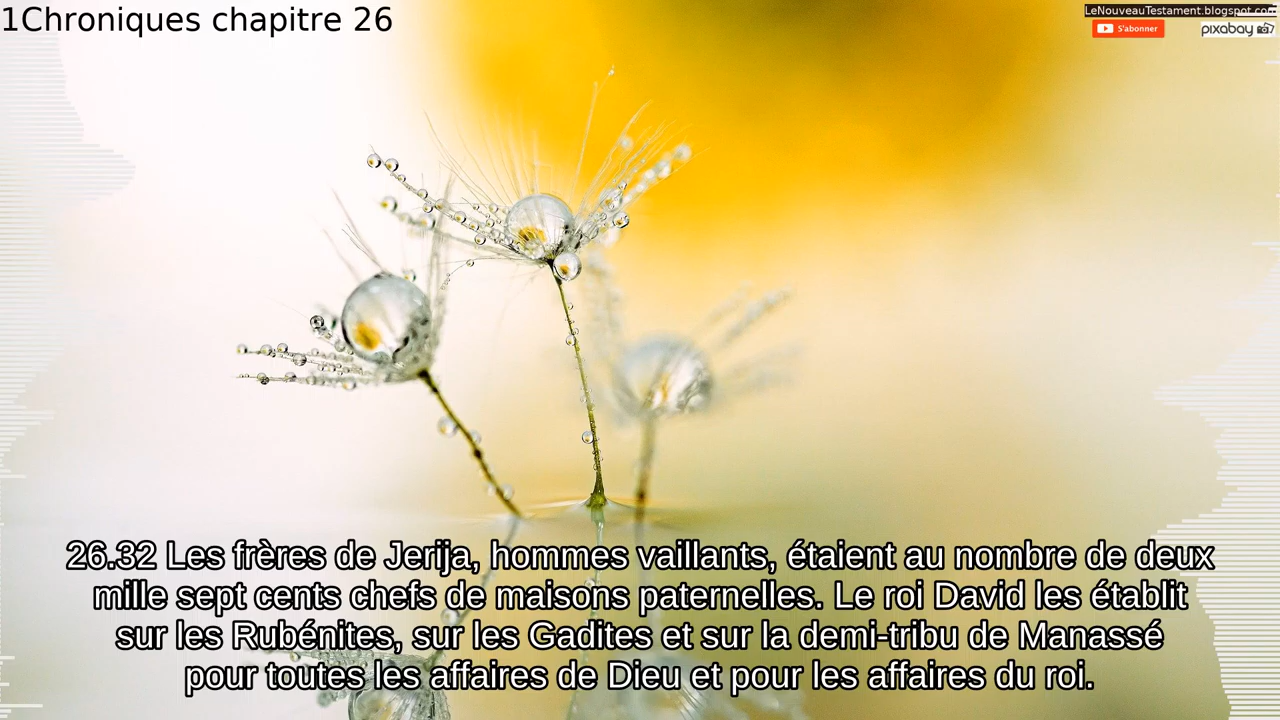 1Chroniques chapitre 26
LeNouveauTestament.blogspot.com
S'abonner
pixabay
26.32 Les frères de Jerija, hommes vaillants, étaient au nombre de deux
mille sept cents chefs de maisons paternelles. Le roi David les établit
sur les Rubénites, sur les Gadites et sur la demi-tribu de Manassé
pour toutes les affaires de Dieu et pour les affaires du roi.